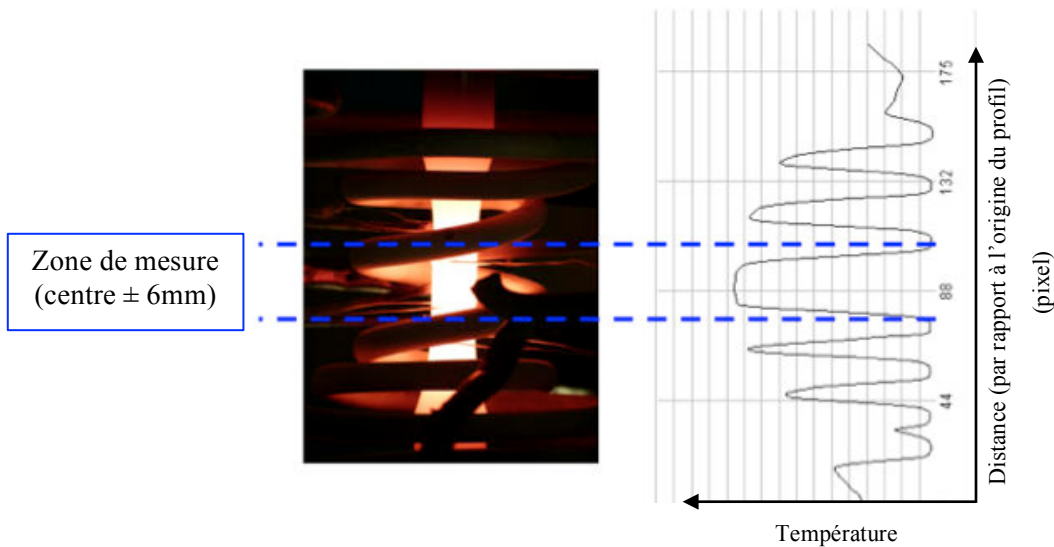 Zone de mesure
(centre ± 6mm)
175
132
88
44
Distance (par rapport à l’origine du profil)
(pixel)
Température